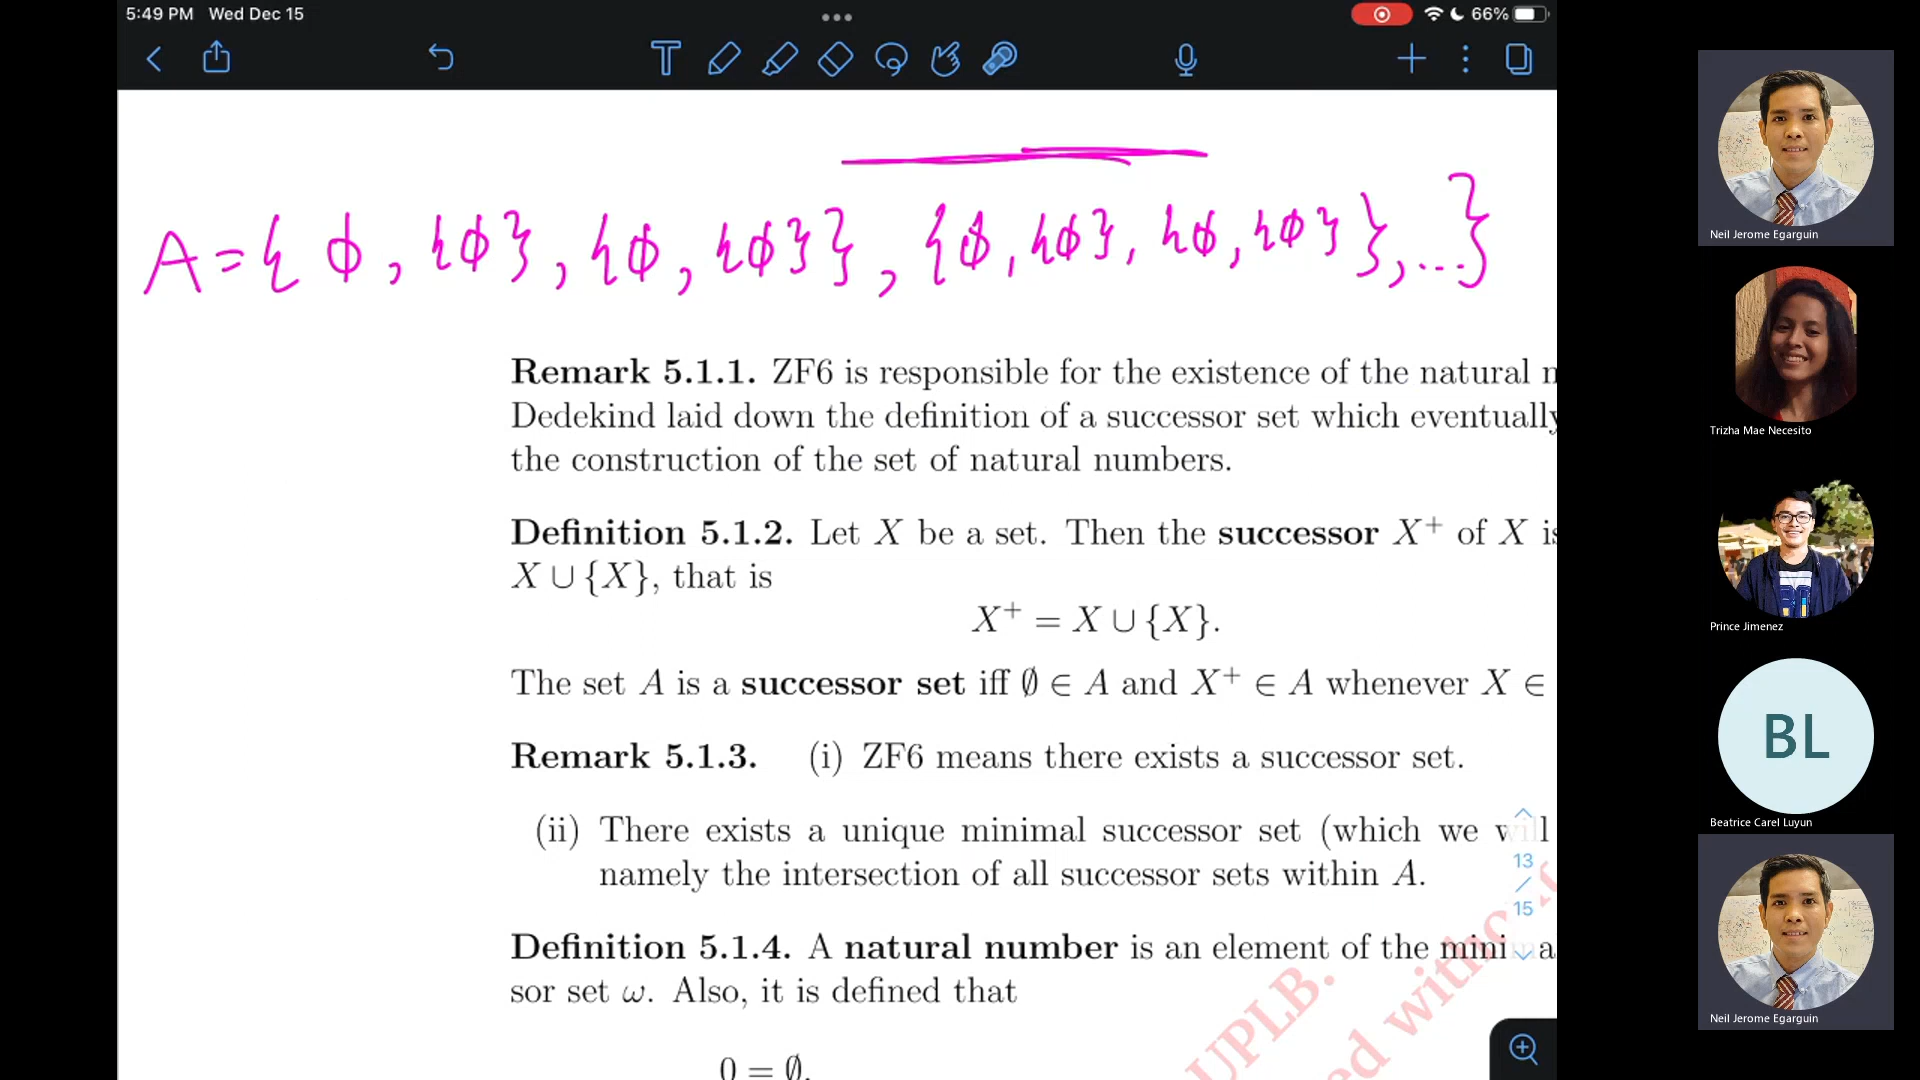 5:49 PM Wed Dec 15
66%
A = { ϕ, {ϕ}, {ϕ, {ϕ}}, {ϕ, {ϕ}, {ϕ, {ϕ} }, ...}
Remark 5.1.1. ZF6 is responsible for the existence of the natural n
Dedekind laid down the definition of a successor set which eventually
the construction of the set of natural numbers.
Definition 5.1.2. Let X be a set. Then the successor X⁺ of X is
X ∪ {X}, that is
X⁺ = X ∪ {X}.
The set A is a successor set iff ∅ ∈ A and X⁺ ∈ A whenever X ∈
Remark 5.1.3. (i) ZF6 means there exists a successor set.
(ii) There exists a unique minimal successor set (which we will
namely the intersection of all successor sets within A.
13
/
15
Definition 5.1.4. A natural number is an element of the minima
sor set ω. Also, it is defined that
0 = ∅.
UPLB.
ed withou
Neil Jerome Egarguin
Trizha Mae Necesito
Prince Jimenez
BL
Beatrice Carel Luyun
Neil Jerome Egarguin